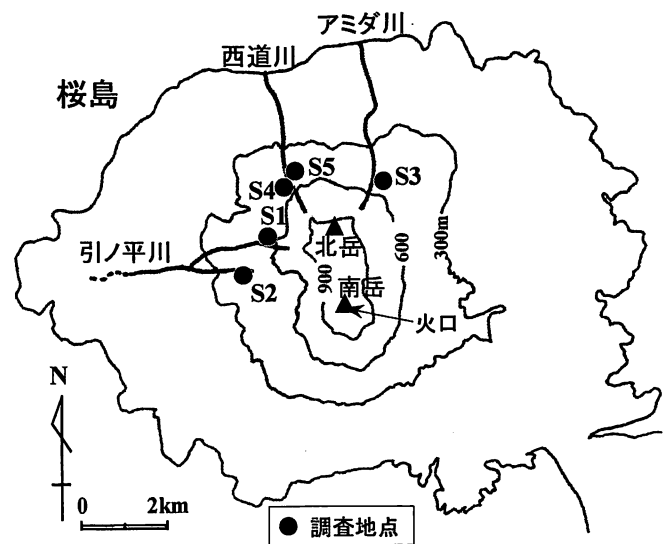 アミダ川
西道川
桜島
S5
S4
S3
S1
引ノ平川
北岳
600
300m
900
南岳
S2
火口
N
0 2km
調査地点